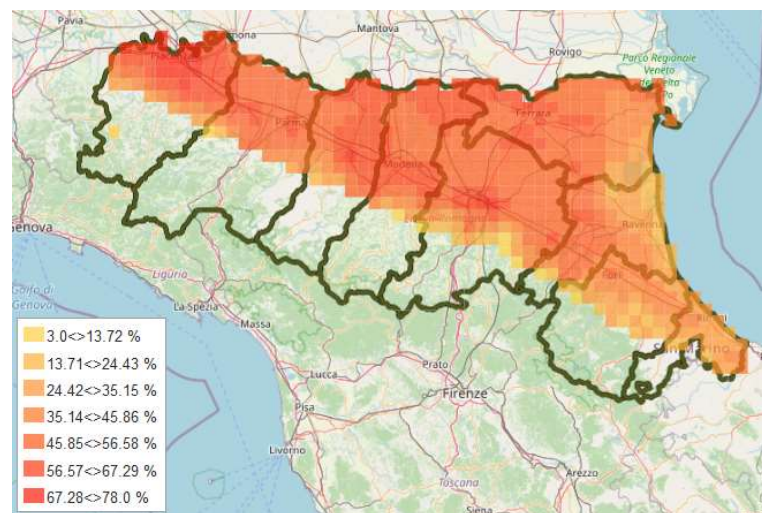 Pavia
Mantova
Rovigo
Parco Regionale
Veneto
Piacenza
Ferrara
Parma
Modena
Ravenna
Forlì
Genova
Golfo di
Genova
Liguria
La Spezia
Massa
Lucca
Prato
Pisa
Firenze
Livorno
Arezzo
Toscana
Siena
3.0<>13.72 %
13.71<>24.43 %
24.42<>35.15 %
35.14<>45.86 %
45.85<>56.58 %
56.57<>67.29 %
67.28<>78.0 %